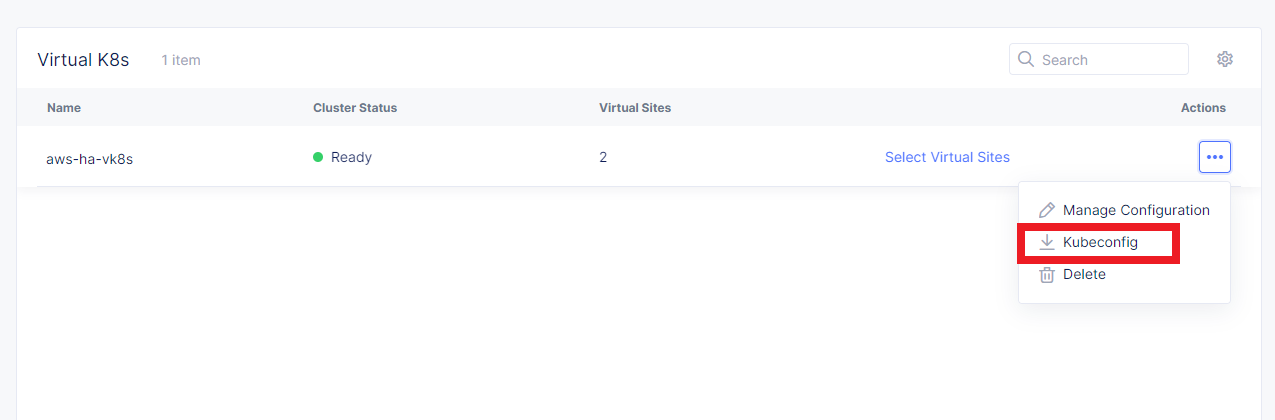 Virtual K8s 1 item Search
Name Cluster Status Virtual Sites Actions
aws-ha-vk8s Ready 2 Select Virtual Sites
Manage Configuration
Kubeconfig
Delete